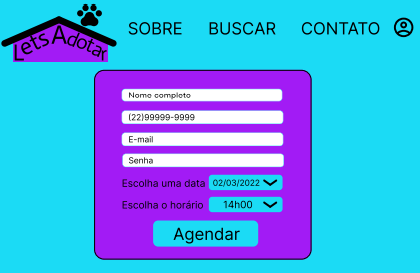 LetsAdotar
SOBRE BUSCAR CONTATO
Nome completo
(22)99999-9999
E-mail
Senha
Escolha uma data 02/03/2022
Escolha o horário 14h00
Agendar